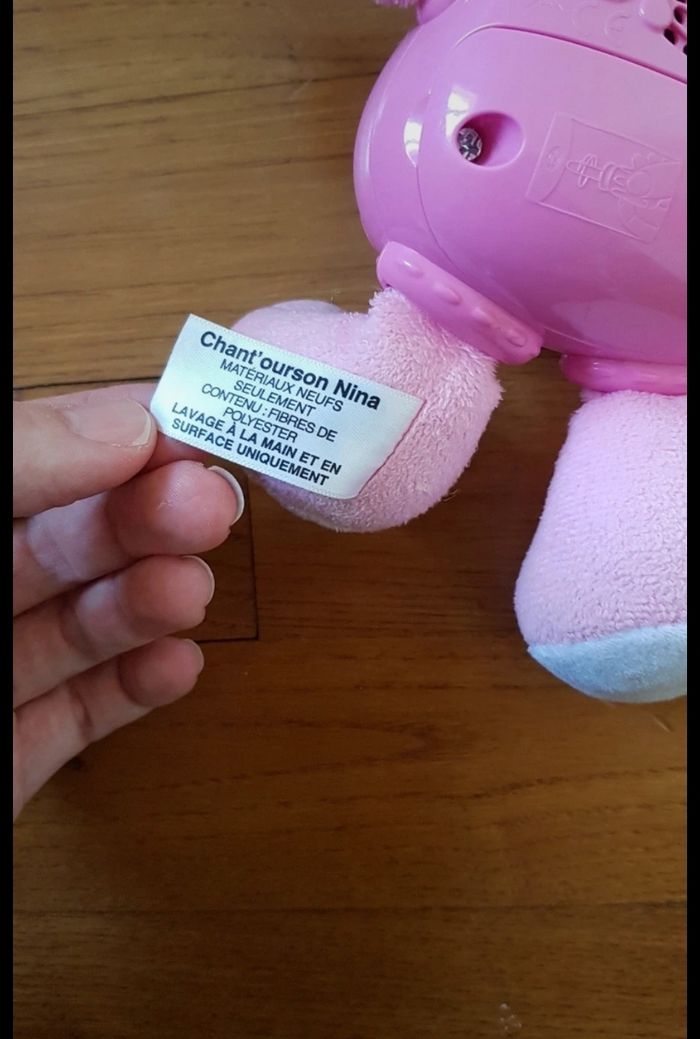 Chant'ourson Nina
MATÉRIAUX NEUFS
SEULEMENT
CONTENU : FIBRES DE
POLYESTER
LAVAGE À LA MAIN ET EN
SURFACE UNIQUEMENT